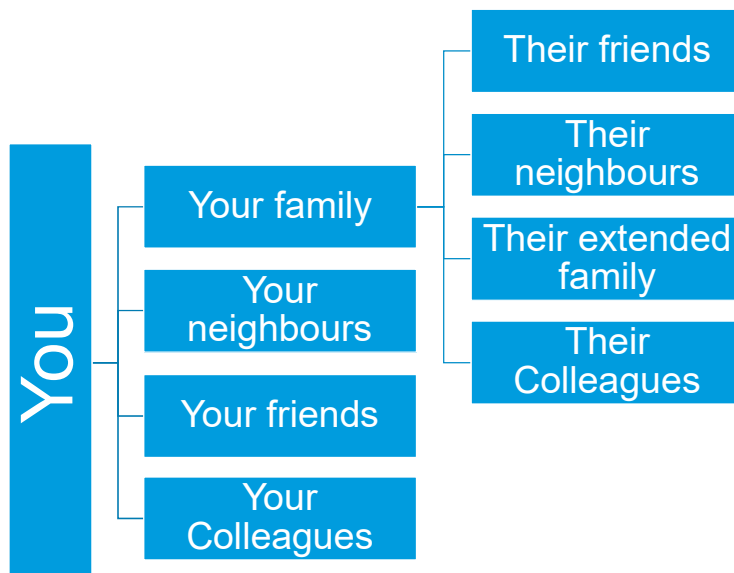 You
Your family
Your
neighbours
Your friends
Your
Colleagues
Their friends
Their
neighbours
Their extended
family
Their
Colleagues